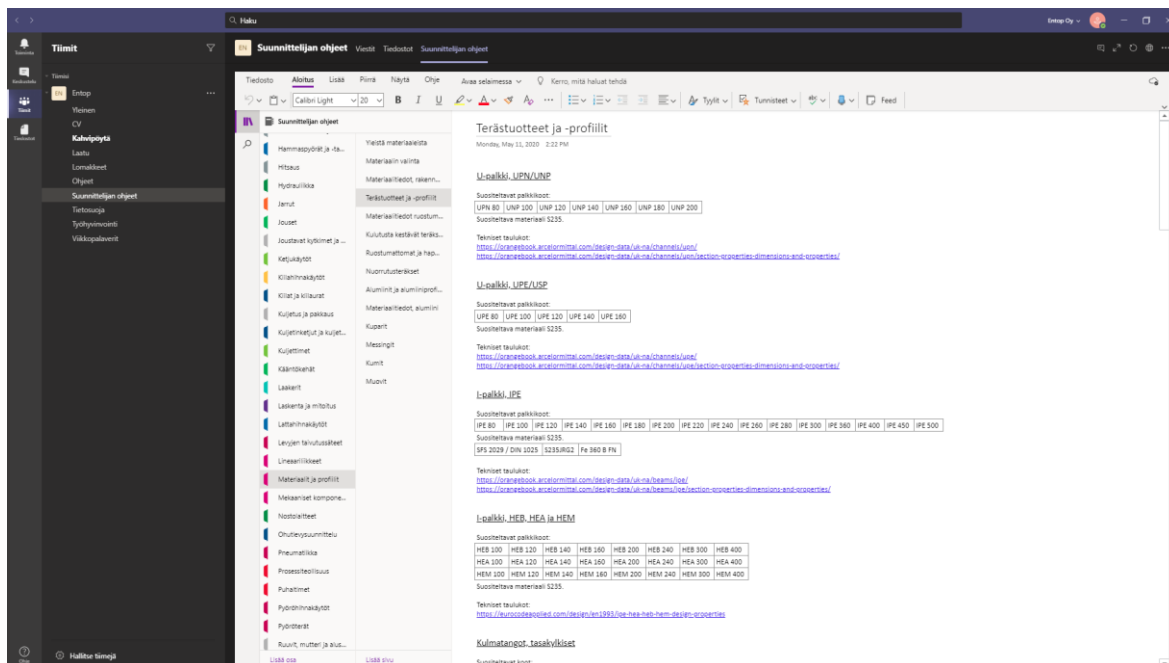 Haku
Entop Oy
Toiminta
Keskustelu
Tiimit
Tiedostot
Ohje
Tiimit
Tiimisi
EN Entop
Yleinen
CV
Kahvipöytä
Laatu
Lomakkeet
Ohjeet
Suunnittelijan ohjeet
Tietosuoja
Työhyvinvointi
Viikkopalaverit
Hallitse tiimejä
EN Suunnittelijan ohjeet Viestit Tiedostot Suunnittelijan ohjeet
Tiedosto Aloitus Lisää Piirrä Näytä Ohje Avaa selaimessa Kerro, mitä haluat tehdä
Calibri Light 20 B I U A Tyylit Tunnisteet Feed
Suunnittelijan ohjeet
Hammaspyörät ja -ta...
Hitsaus
Hydrauliikka
Jarrut
Jouset
Joustavat kytkimet ja ...
Ketjukäytöt
Kiilahihnakäytöt
Kiilat ja kiilaurat
Kuljetus ja pakkaus
Kuljetinketjut ja kuljet...
Kuljettimet
Kääntökehät
Laakerit
Laskenta ja mitoitus
Lattahihnakäytöt
Levyjen taivutussäteet
Lineaariliikkeet
Materiaalit ja profiilit
Mekaaniset kompone...
Nostolaitteet
Ohutlevysuunnittelu
Pneumatiikka
Prosessiteollisuus
Puhaltimet
Pyöröhihnakäytöt
Pyöröterät
Ruuvit, mutteri ja alus...
Lisää osa
Yleistä materiaaleista
Materiaalin valinta
Materiaalitiedot, rakenn...
Terästuotteet ja -profiilit
Materiaalitiedot ruostum...
Kulutusta kestävät teräks...
Ruostumattomat ja hap...
Nuorrutusteräkset
Alumiinit ja alumiiniprofi...
Materiaalitiedot, alumiini
Kuparit
Messingit
Kumit
Muovit
Lisää sivu
Terästuotteet ja -profiilit
Monday, May 11, 2020 2:22 PM
U-palkki, UPN/UNP
Suositeltavat palkkikoot:
UPN 80 UNP 100 UNP 120 UNP 140 UNP 160 UNP 180 UNP 200
Suositeltava materiaali S235.
Tekniset taulukot:
https://orangebook.arcelormittal.com/design-data/uk-na/channels/upn/
https://orangebook.arcelormittal.com/design-data/uk-na/channels/upn/section-properties-dimensions-and-properties/
U-palkki, UPE/USP
Suositeltavat palkkikoot:
UPE 80 UPE 100 UPE 120 UPE 140 UPE 160
Suositeltava materiaali S235.
Tekniset taulukot:
https://orangebook.arcelormittal.com/design-data/uk-na/channels/upe/
https://orangebook.arcelormittal.com/design-data/uk-na/channels/upe/section-properties-dimensions-and-properties/
I-palkki, IPE
Suositeltavat palkkikoot:
IPE 80 IPE 100 IPE 120 IPE 140 IPE 160 IPE 180 IPE 200 IPE 220 IPE 240 IPE 260 IPE 280 IPE 300 IPE 360 IPE 400 IPE 450 IPE 500
Suositeltava materiaali S235.
SFS 2029 / DIN 1025 S235JRG2 Fe 360 B FN
Tekniset taulukot:
https://orangebook.arcelormittal.com/design-data/uk-na/beams/ipe/
https://orangebook.arcelormittal.com/design-data/uk-na/beams/ipe/section-properties-dimensions-and-properties/
I-palkki, HEB, HEA ja HEM
Suositeltavat palkkikoot:
HEB 100 HEB 120 HEB 140 HEB 160 HEB 200 HEB 240 HEB 300 HEB 400
HEA 100 HEA 120 HEA 140 HEA 160 HEA 200 HEA 240 HEA 300 HEA 400
HEM 100 HEM 120 HEM 140 HEM 160 HEM 200 HEM 240 HEM 300 HEM 400
Suositeltava materiaali S235.
Tekniset taulukot:
https://eurocodeapplied.com/design/en1993/ipe-hea-heb-hem-design-properties
Kulmatangot, tasakylkiset
Suositeltavat koot: